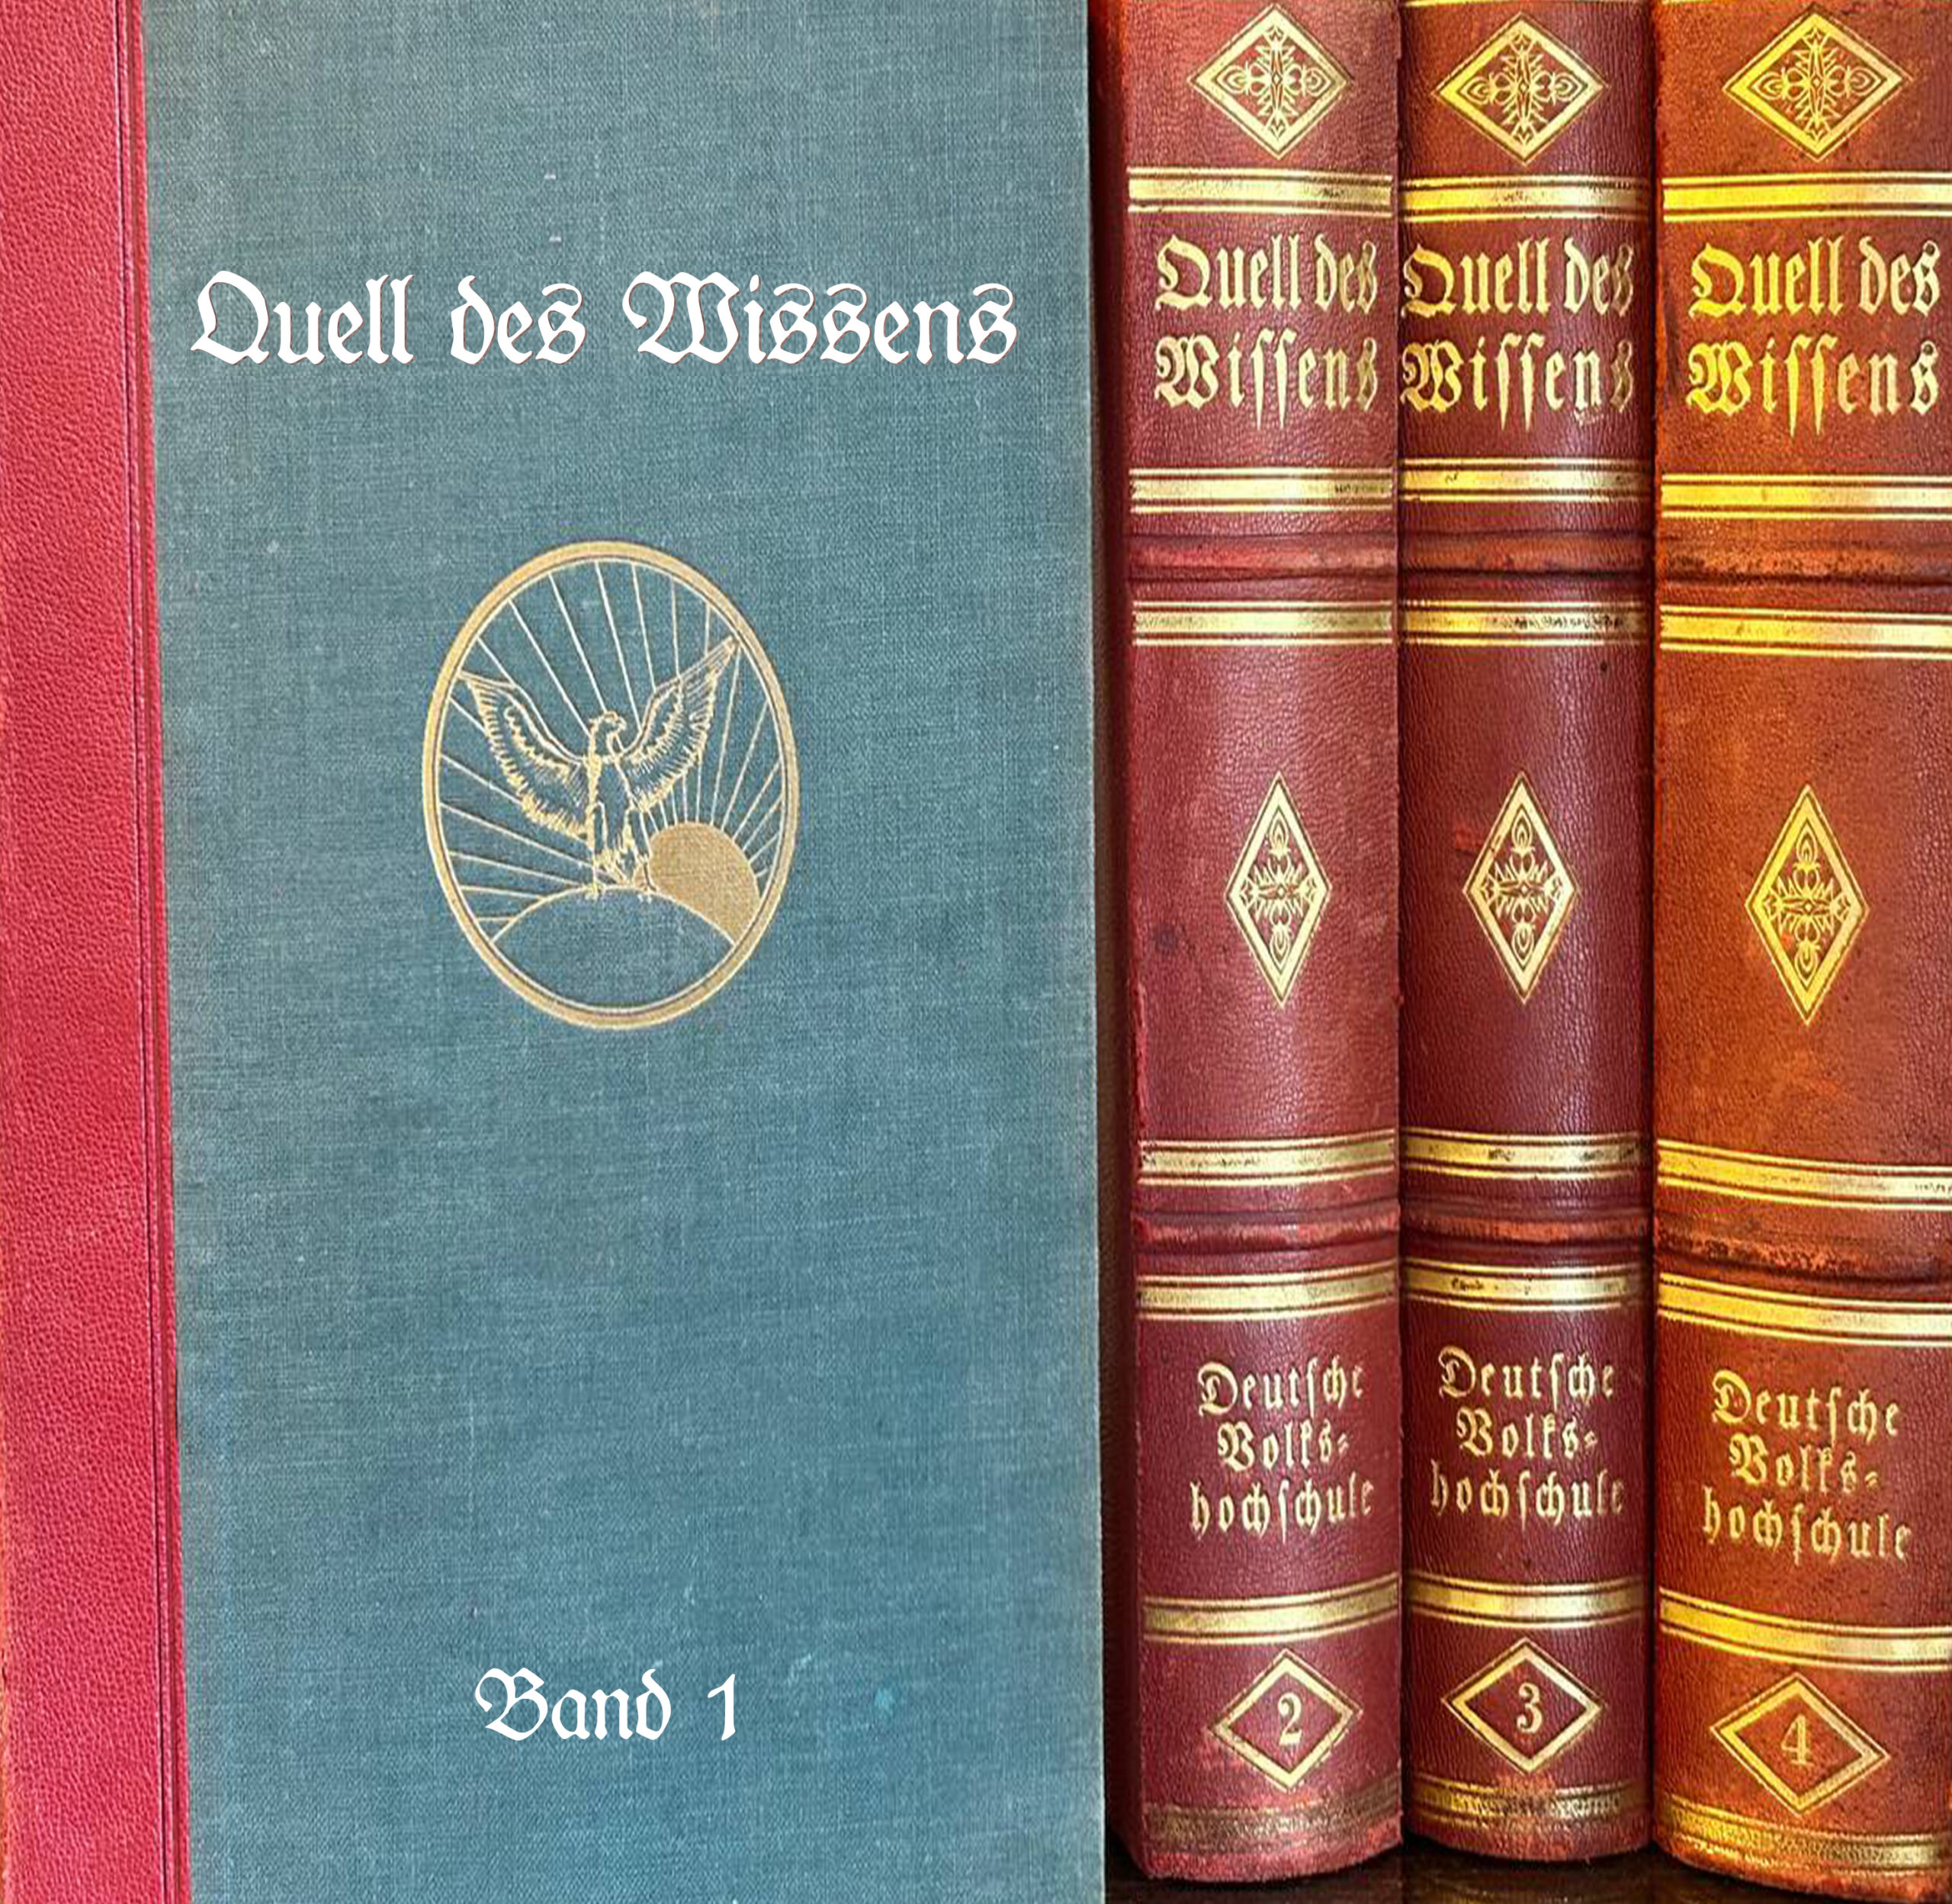 Quell des Wissens
Band 1
Quell des
Wiſſens
Deutſche
Volks⸗
hochſchule
2
Quell des
Wiſſens
Deutſche
Volks⸗
hochſchule
3
Quell des
Wiſſens
Deutſche
Volks⸗
hochſchule
4